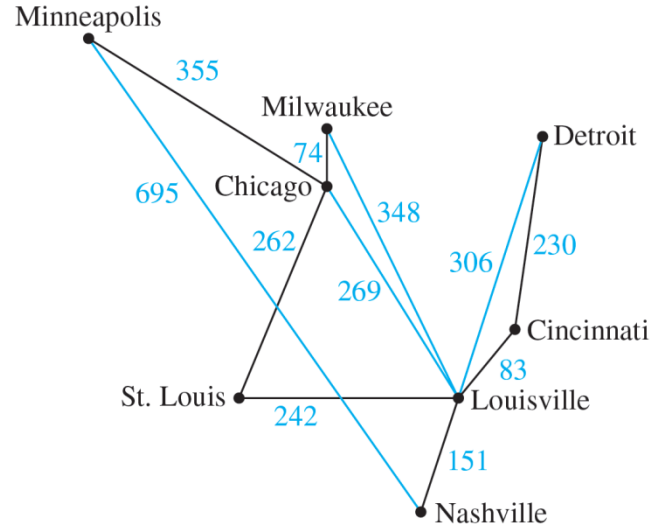 Minneapolis
355
Milwaukee
74
Detroit
Chicago
695
348
262
306
230
269
Cincinnati
83
St. Louis
242
Louisville
151
Nashville